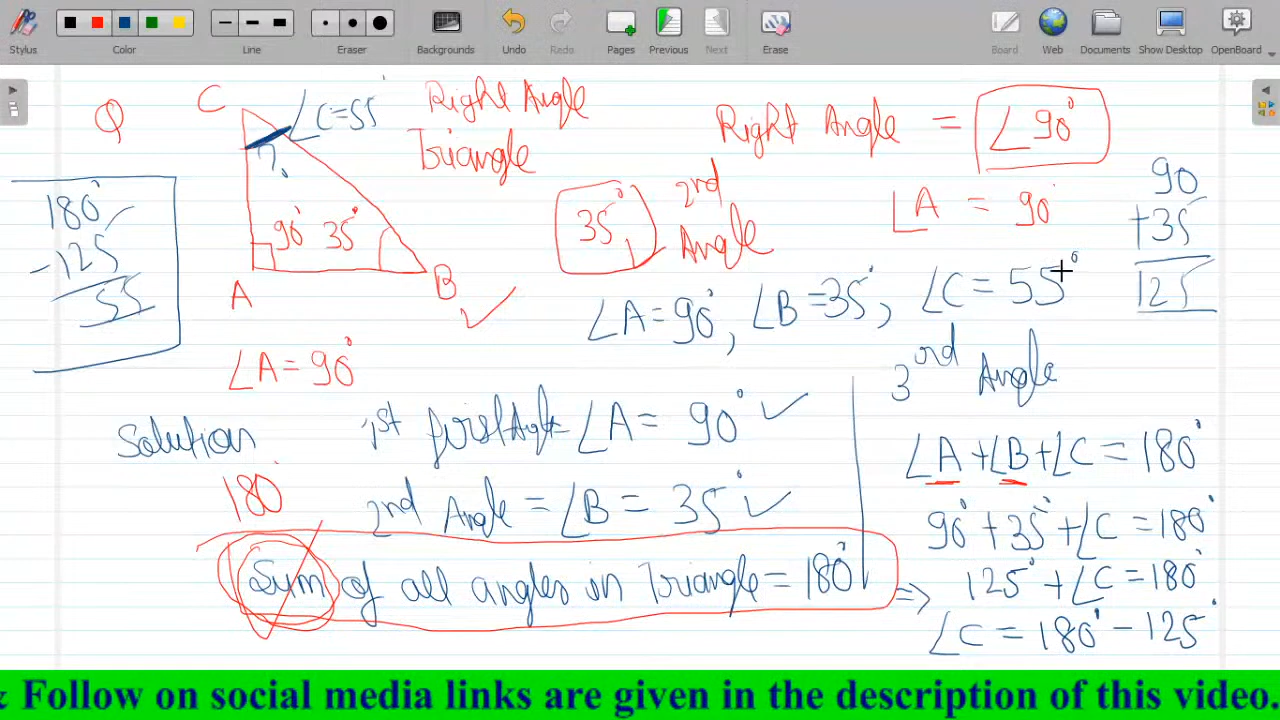 Stylus Color Line Eraser Backgrounds Undo Redo Pages Previous Next Erase Board Web Documents Show Desktop OpenBoard
Q
C
∠C=55°
?°
90° 35°
A
B
∠A=90°
180°
-125
55
Right Angle
Triangle
35°
2nd
Angle
Right Angle = ∠90°
∠A = 90°
90
+35
125
∠A=90°, ∠B=35°, ∠C=55°
3rd Angle
Solution
1st first Angle=∠A= 90°
2nd Angle=∠B= 35°
180°
Sum of all angles in Triangle=180°
∠A+∠B+∠C=180°
90°+35°+∠C=180°
⇒ 125°+∠C=180°
∠C=180°-125°
& Follow on social media links are given in the description of this video.